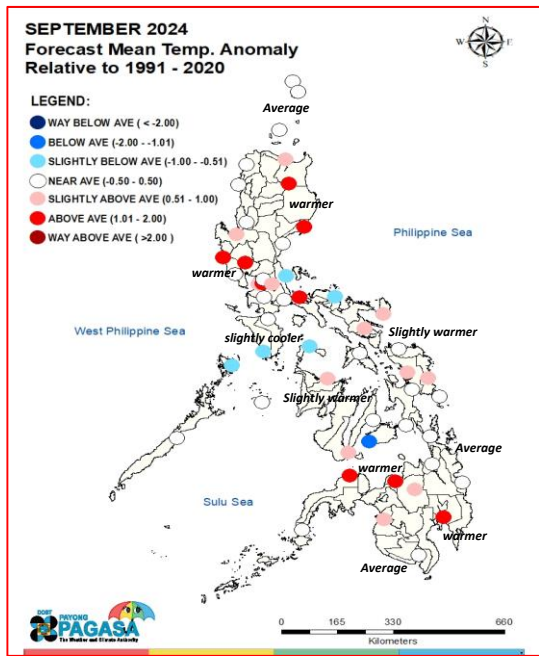 SEPTEMBER 2024
Forecast Mean Temp. Anomaly
Relative to 1991 - 2020
N
W
E
S
LEGEND:
WAY BELOW AVE ( < -2.00)
BELOW AVE (-2.00 - -1.01)
SLIGHTLY BELOW AVE (-1.00 - -0.51)
NEAR AVE (-0.50 - 0.50)
SLIGHTLY ABOVE AVE (0.51 - 1.00)
ABOVE AVE (1.01 - 2.00)
WAY ABOVE AVE ( >2.00 )
Average
warmer
Philippine Sea
warmer
West Philippine Sea
slightly cooler
Slightly warmer
Slightly warmer
Average
warmer
Sulu Sea
warmer
Average
DOST
PAYONG
PAGASA
The Weather and Climate Authority
0 165 330 660
Kilometers